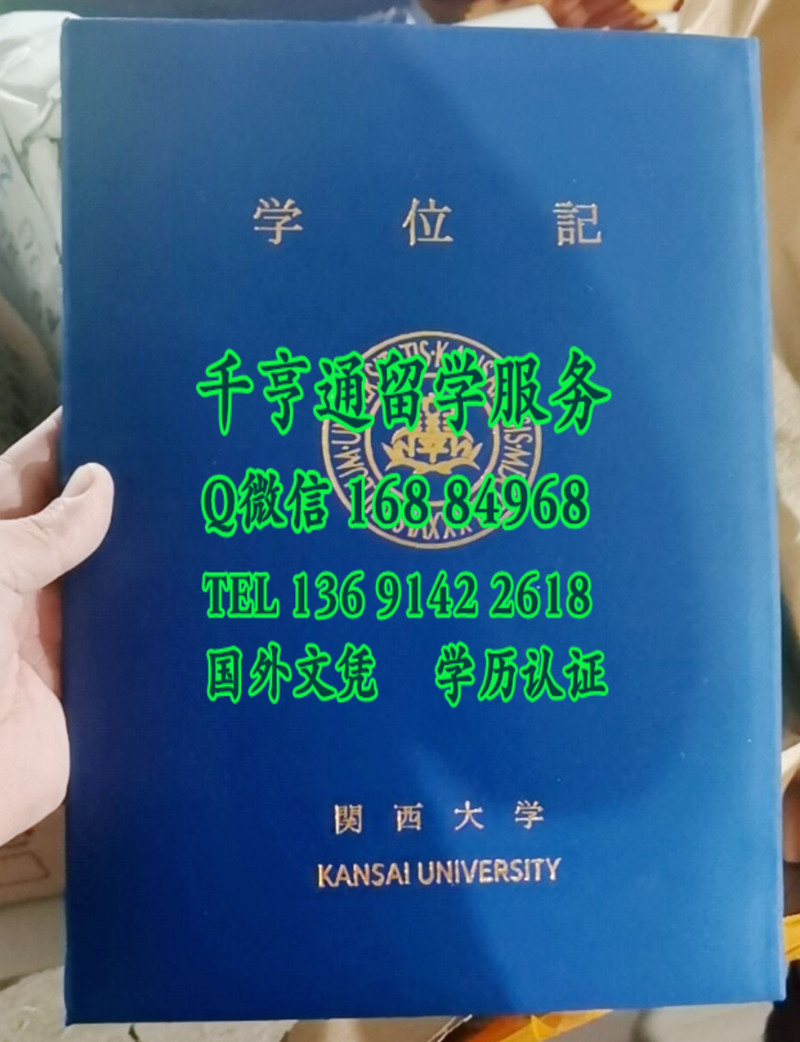 学位記
千亨通留学服务
Q微信 168 84968
TEL 136 9142 2618
国外文凭 学历认证
関西大学
KANSAI UNIVERSITY